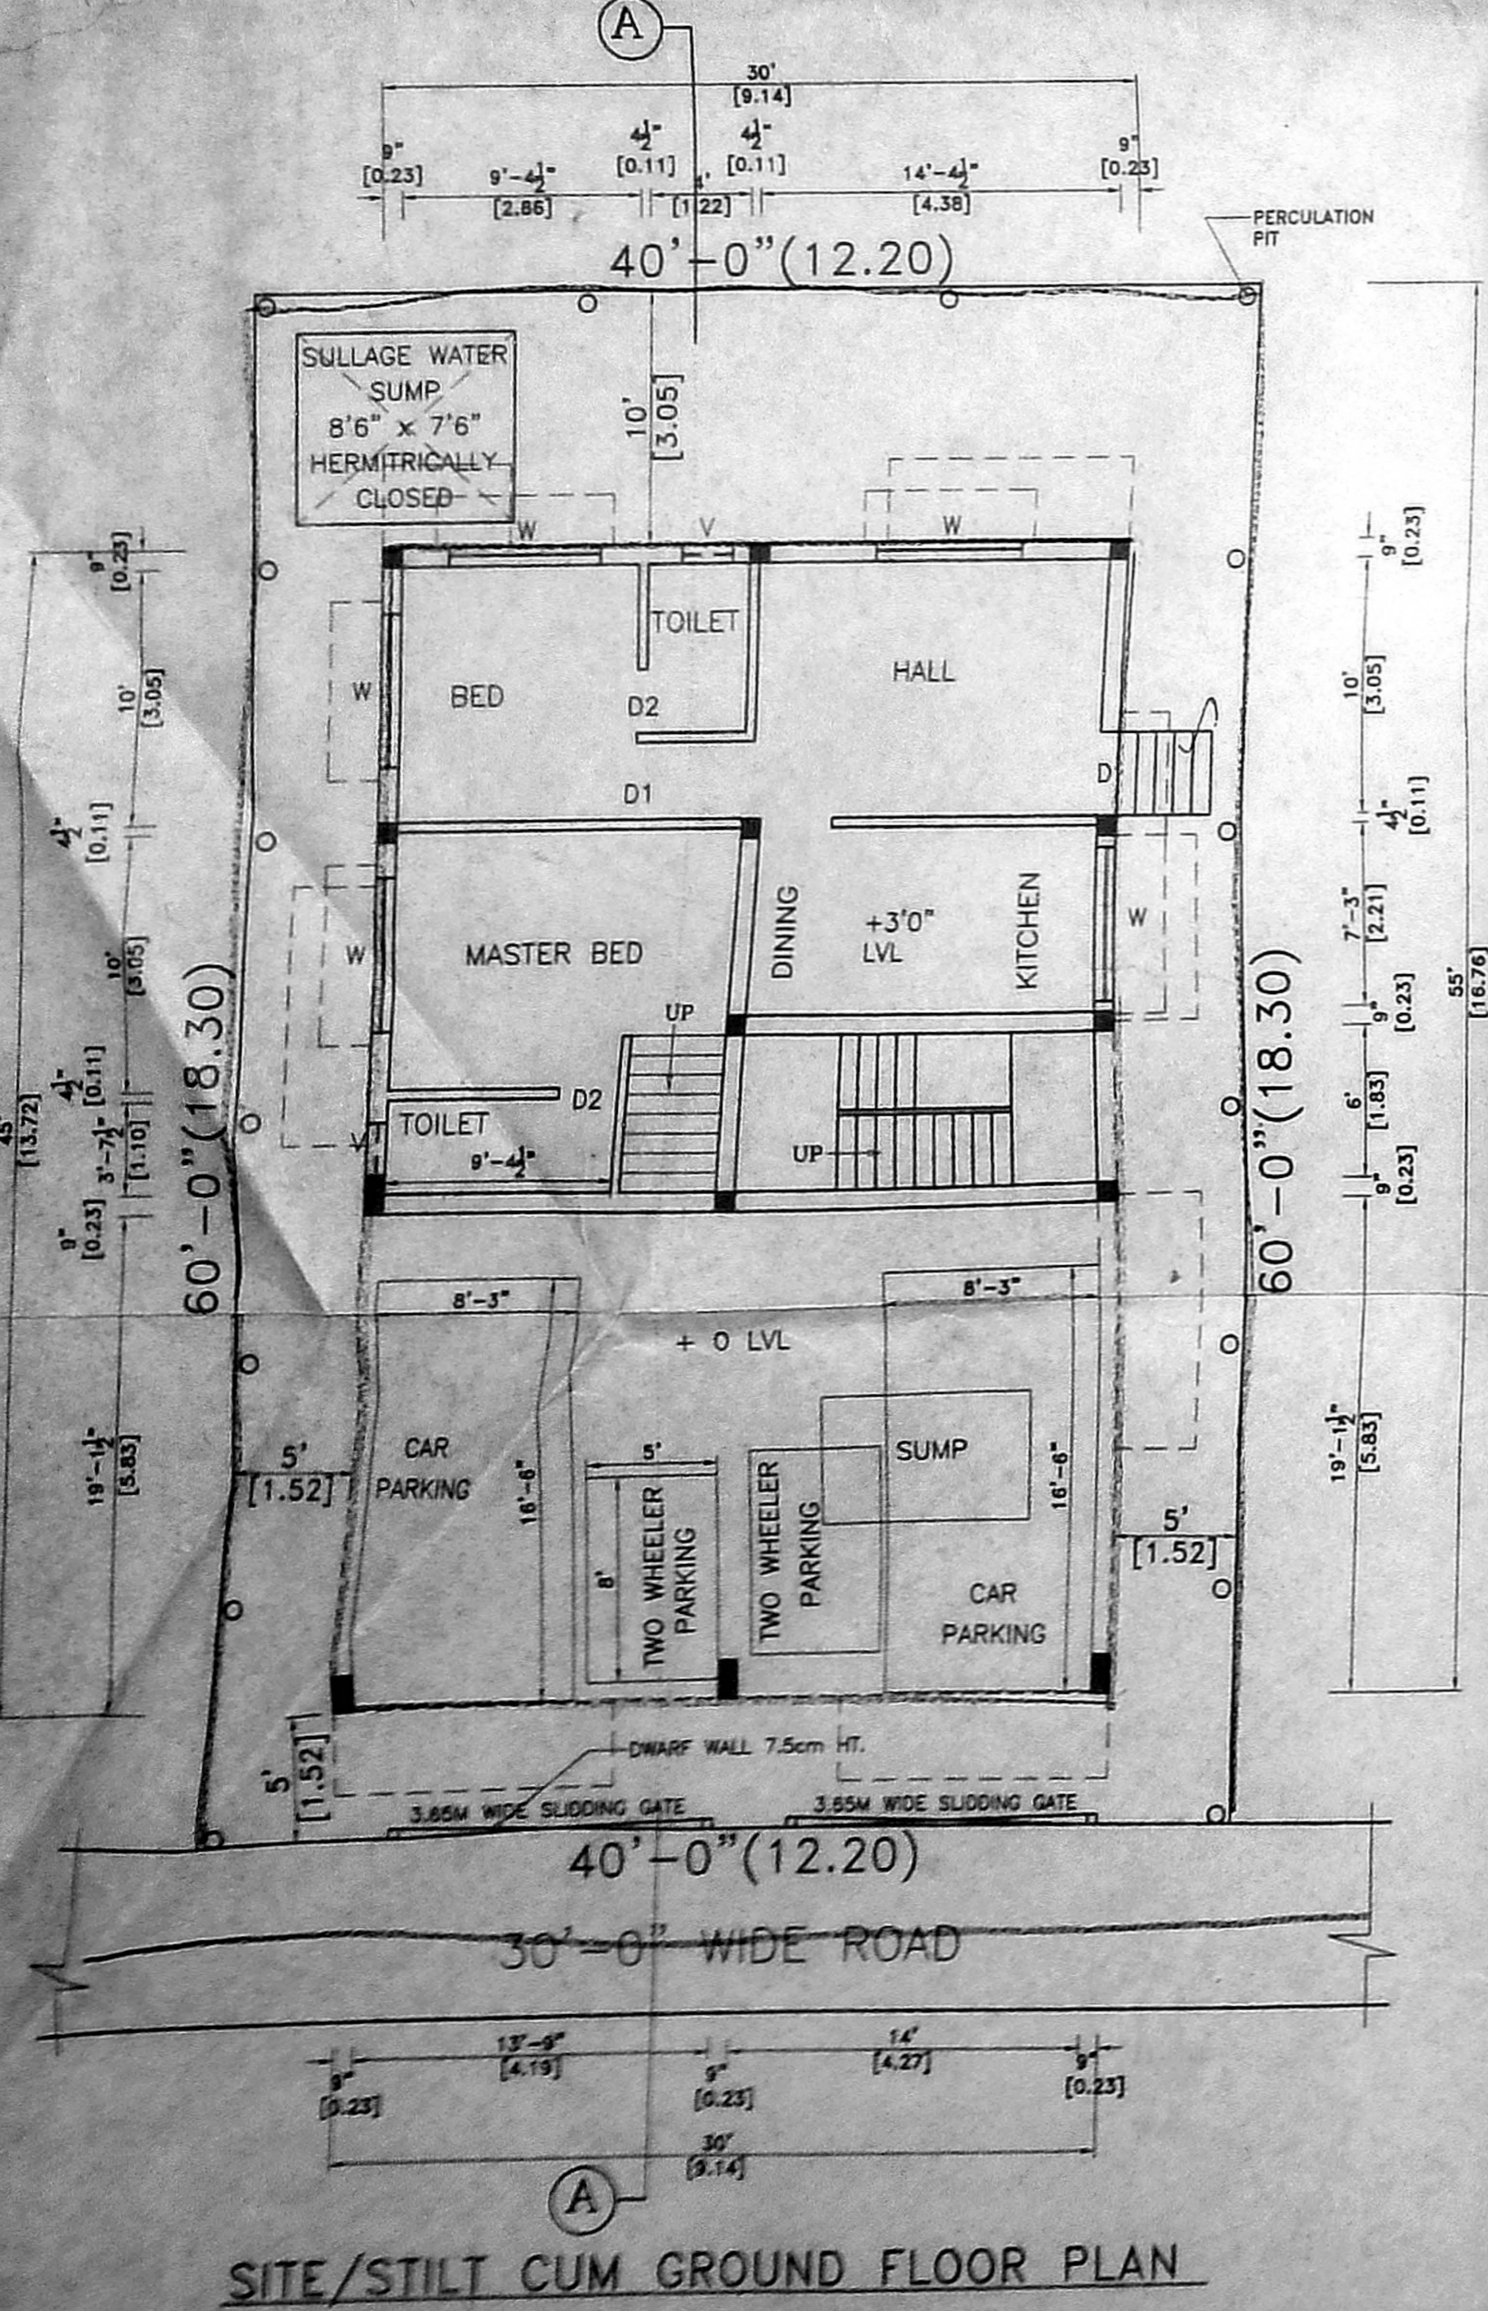 A
30'
[9.14]
9"
[0.23]
9'-4½"
[2.86]
4½"
[0.11]
4'
[1.22]
4½"
[0.11]
14'-4½"
[4.38]
9"
[0.23]
PERCULATION
PIT
40'-0"(12.20)
SULLAGE WATER
SUMP
8'6" x 7'6"
HERMITRICALLY
CLOSED
10'
[3.05]
W
V
W
9"
[0.23]
9"
[0.23]
TOILET
HALL
W
BED
D2
10'
[3.05]
10'
[3.05]
D
D1
4½"
[0.11]
4½"
[0.11]
MASTER BED
W
DINING
+3'0"
LVL
KITCHEN
W
7'-3"
[2.21]
10'
[3.05]
60'-0"(18.30)
60'-0"(18.30)
55'
[16.76]
9"
[0.23]
UP
4½"
[0.11]
D2
TOILET
6'
[1.83]
45'
[13.72]
3'-7½"
[1.10]
V
9'-4½"
UP
9"
[0.23]
9"
[0.23]
8'-3"
8'-3"
+ 0 LVL
CAR
PARKING
SUMP
5'
16'-6"
16'-6"
19'-1½"
[5.83]
19'-1½"
[5.83]
5'
[1.52]
5'
[1.52]
8'
TWO WHEELER
PARKING
TWO WHEELER
PARKING
CAR
PARKING
5'
[1.52]
DWARF WALL 7.5cm HT.
3.65M WIDE SLIDDING GATE
3.65M WIDE SLIDDING GATE
40'-0"(12.20)
30'-0" WIDE ROAD
9"
[0.23]
13'-9"
[4.19]
9"
[0.23]
14'
[4.27]
9"
[0.23]
30'
[9.14]
A
SITE/STILT CUM GROUND FLOOR PLAN